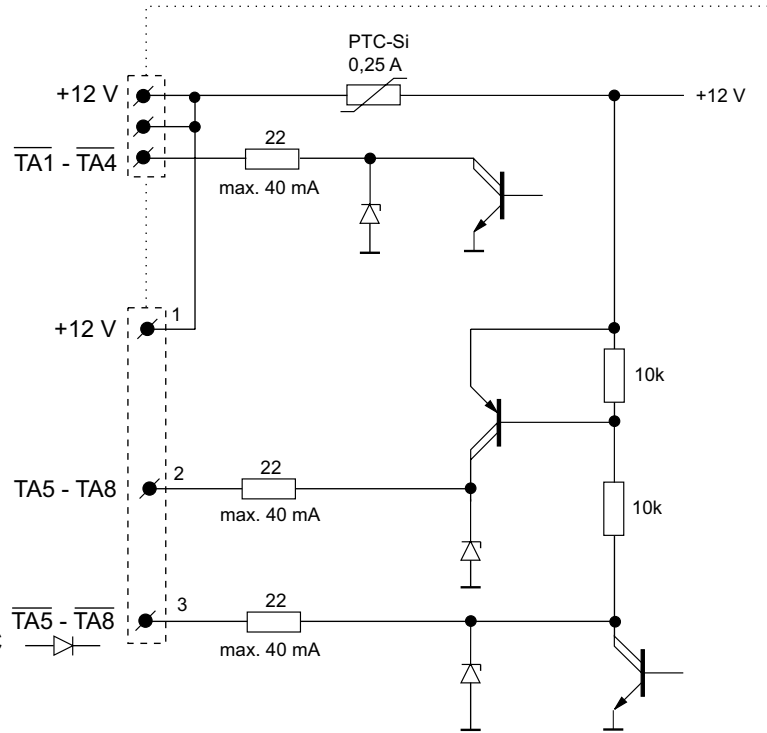 PTC-Si
0,25 A
+12 V
+12 V
22
TA1 - TA4
max. 40 mA
1
+12 V
10k
2
22
TA5 - TA8
max. 40 mA
10k
3
22
TA5 - TA8
max. 40 mA